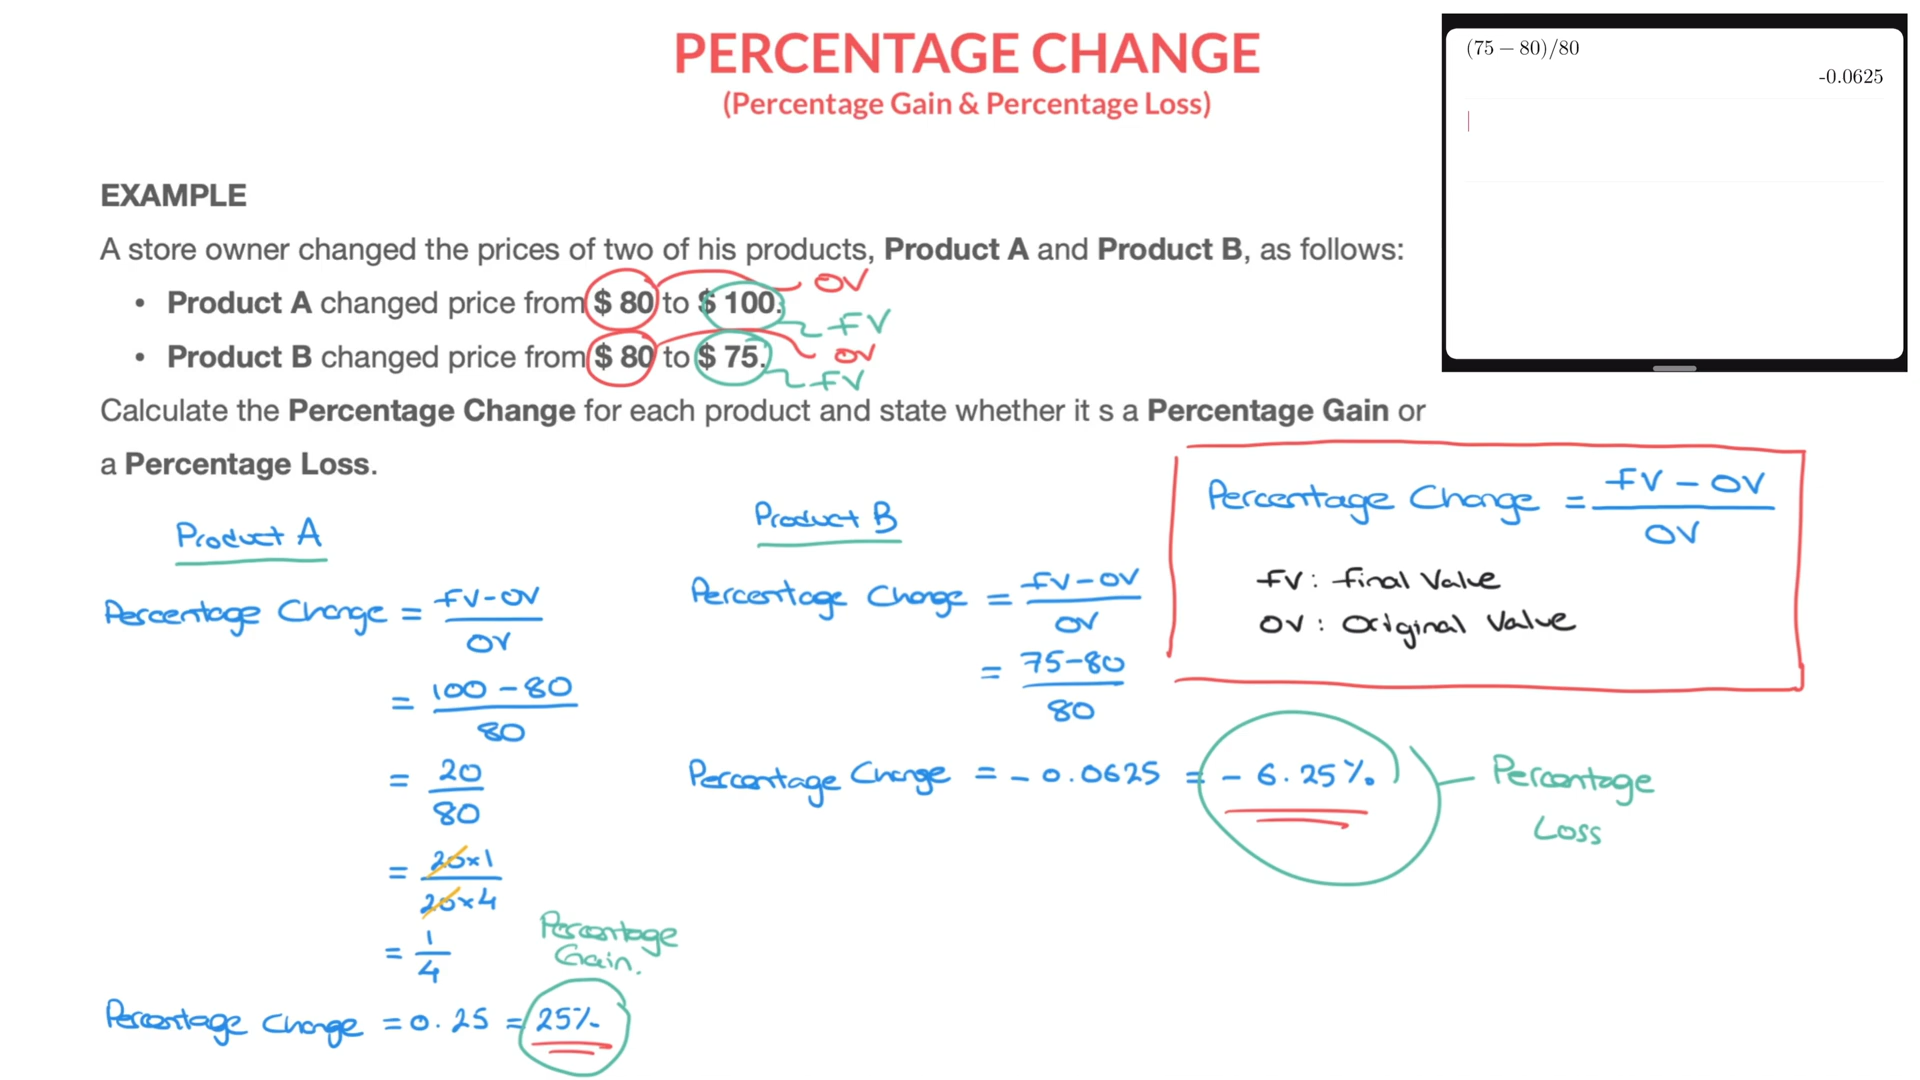 PERCENTAGE CHANGE
(Percentage Gain & Percentage Loss)
(75 − 80)/80
-0.0625
EXAMPLE
A store owner changed the prices of two of his products, Product A and Product B, as follows:
• Product A changed price from $ 80 to $ 100.
OV
FV
• Product B changed price from $ 80 to $ 75.
OV
FV
Calculate the Percentage Change for each product and state whether it s a Percentage Gain or
a Percentage Loss.
Percentage Change = FV - OV
OV
FV: Final Value
OV: Original Value
Product A
Percentage Change = FV-OV
OV
= 100 - 80
80
= 20
80
= 20×1
20×4
= 1
4
Percentage Change = 0.25 = 25%
Percentage
Gain.
Product B
Percentage Change = FV-OV
OV
= 75-80
80
Percentage Change = - 0.0625 = - 6.25%
Percentage
Loss